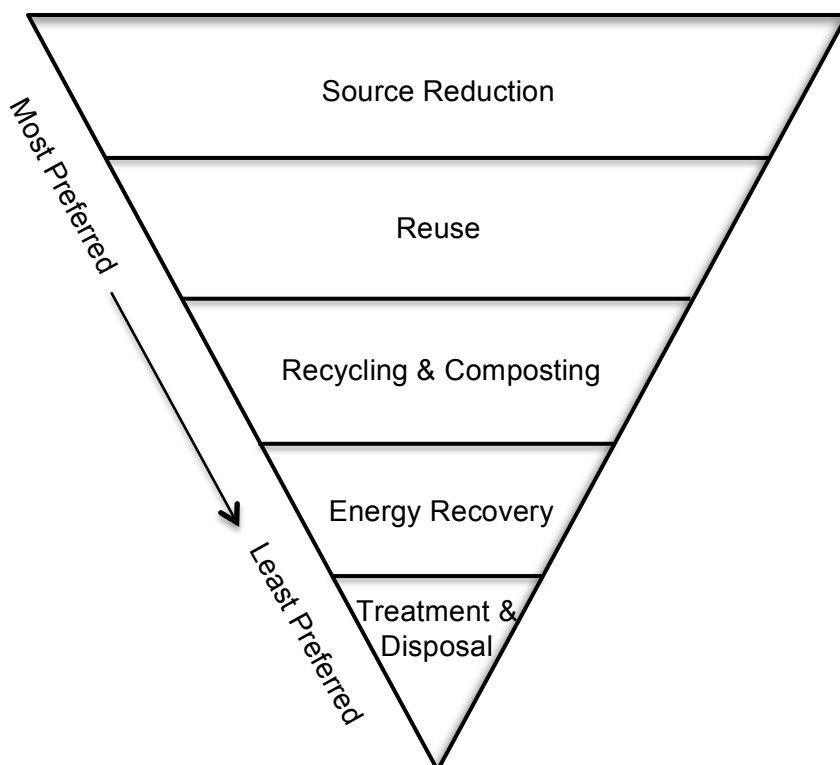 Source Reduction
Most Preferred
Reuse
Recycling & Composting
Energy Recovery
Least Preferred
Treatment &
Disposal